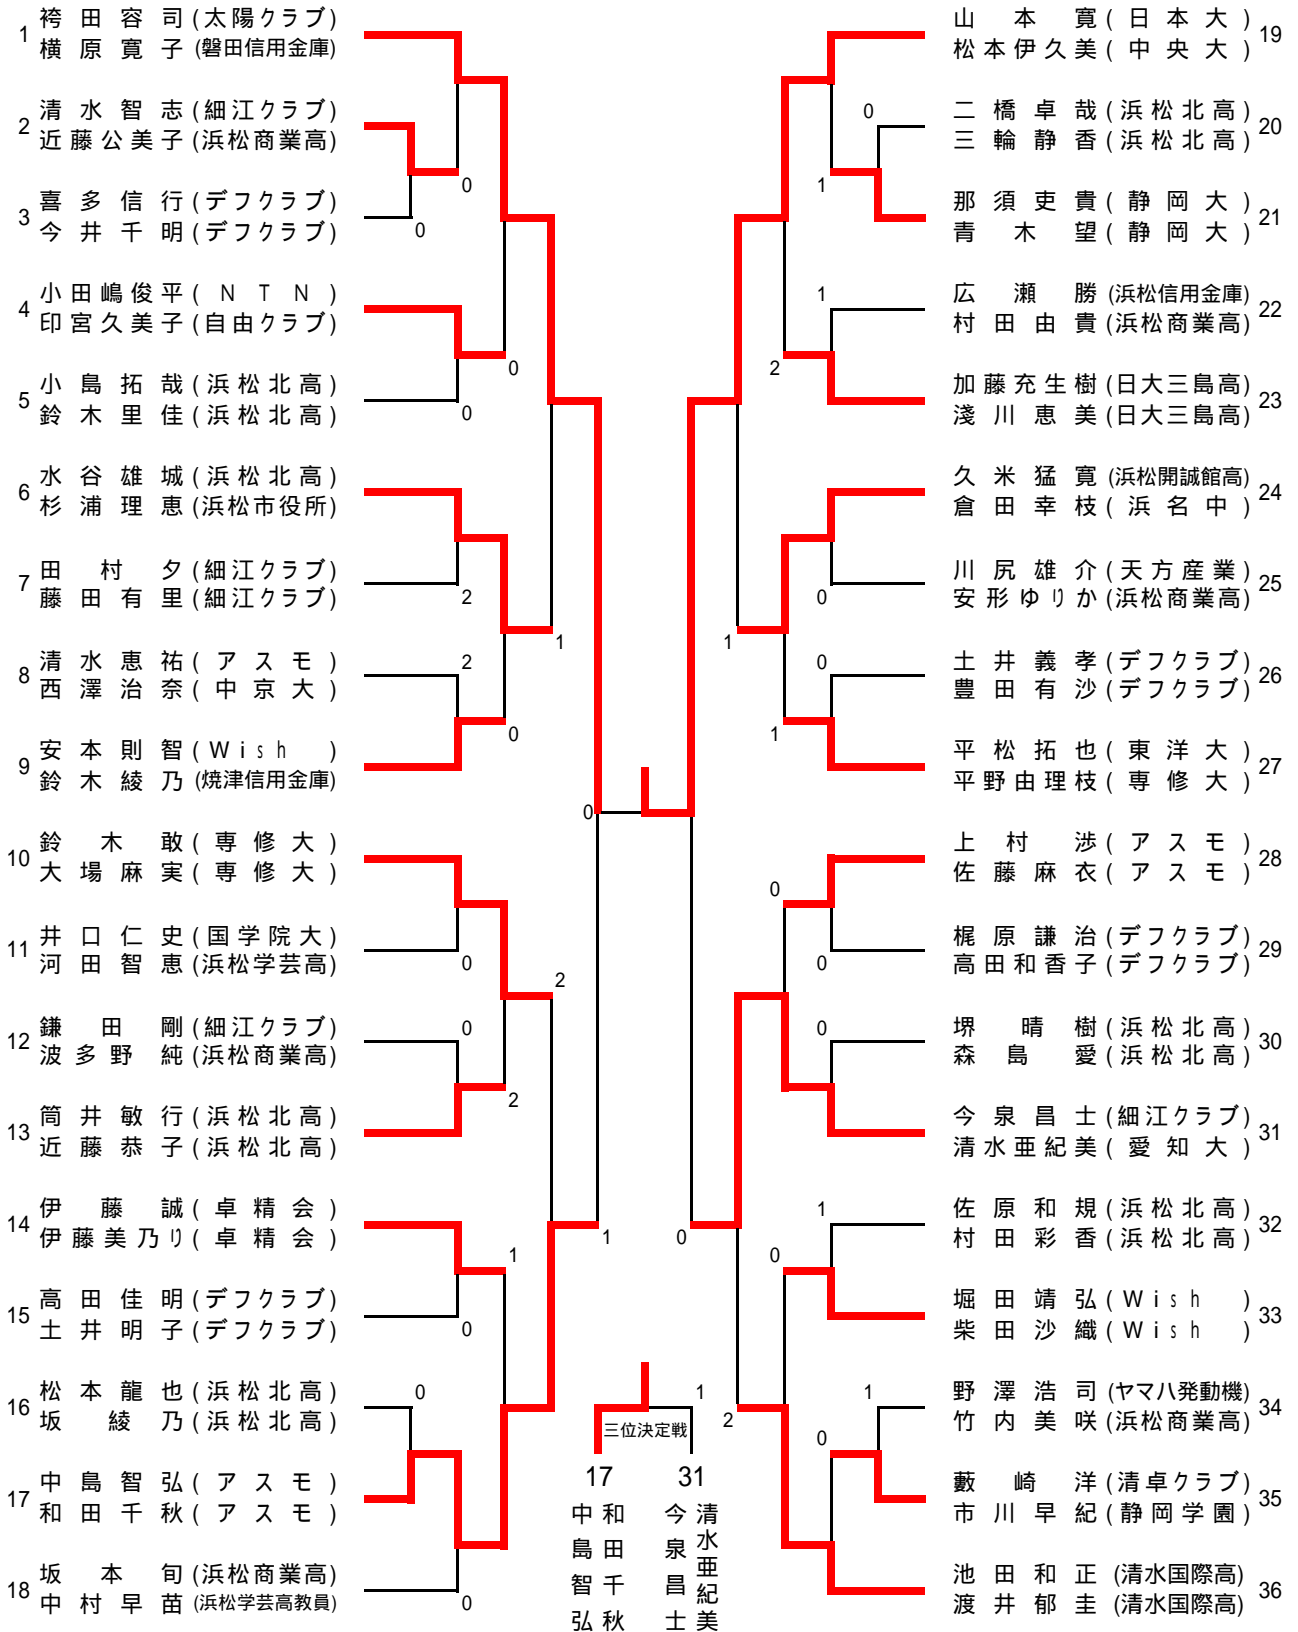 1 袴田容司(太陽クラブ)
横原寛子(磐田信用金庫)
2 清水智志(細江クラブ)
近藤公美子(浜松商業高)
0
3 喜多信行(デフクラブ)
今井千明(デフクラブ)
0
4 小田嶋俊平(NTN)
印宮久美子(自由クラブ)
0
5 小島拓哉(浜松北高)
鈴木里佳(浜松北高)
0
6 水谷雄城(浜松北高)
杉浦理恵(浜松市役所)
7 田村夕(細江クラブ)
藤田有里(細江クラブ)
2
1
8 清水恵祐(アスモ)
西澤治奈(中京大)
2
0
9 安本則智(Wish)
鈴木綾乃(焼津信用金庫)
0
10 鈴木敢(専修大)
大場麻実(専修大)
11 井口仁史(国学院大)
河田智恵(浜松学芸高)
0
2
12 鎌田剛(細江クラブ)
波多野純(浜松商業高)
0
2
13 筒井敏行(浜松北高)
近藤恭子(浜松北高)
14 伊藤誠(卓精会)
伊藤美乃り(卓精会)
1
1
15 高田佳明(デフクラブ)
土井明子(デフクラブ)
0
16 松本龍也(浜松北高)
坂綾乃(浜松北高)
0
17 中島智弘(アスモ)
和田千秋(アスモ)
18 坂本旬(浜松商業高)
中村早苗(浜松学芸高教員)
0
山本寛(日本大) 19
松本伊久美(中央大)
0
二橋卓哉(浜松北高) 20
三輪静香(浜松北高)
1
那須吏貴(静岡大) 21
青木望(静岡大)
1
広瀬勝(浜松信用金庫) 22
村田由貴(浜松商業高)
2
加藤充生樹(日大三島高) 23
淺川恵美(日大三島高)
久米猛寛(浜松開誠館高) 24
倉田幸枝(浜名中)
川尻雄介(天方産業) 25
安形ゆりか(浜松商業高)
0
1
0
土井義孝(デフクラブ) 26
豊田有沙(デフクラブ)
1
平松拓也(東洋大) 27
平野由理枝(専修大)
上村渉(アスモ) 28
佐藤麻衣(アスモ)
0
梶原謙治(デフクラブ) 29
高田和香子(デフクラブ)
0
0
堺晴樹(浜松北高) 30
森島愛(浜松北高)
今泉昌士(細江クラブ) 31
清水亜紀美(愛知大)
1
佐原和規(浜松北高) 32
村田彩香(浜松北高)
0
0
堀田靖弘(Wish) 33
柴田沙織(Wish)
1
野澤浩司(ヤマハ発動機) 34
竹内美咲(浜松商業高)
2
0
藪崎洋(清卓クラブ) 35
市川早紀(静岡学園)
池田和正(清水国際高) 36
渡井郁圭(清水国際高)
1
三位決定戦
17 31
和田千秋
中島智弘
清水亜紀美
今泉昌士